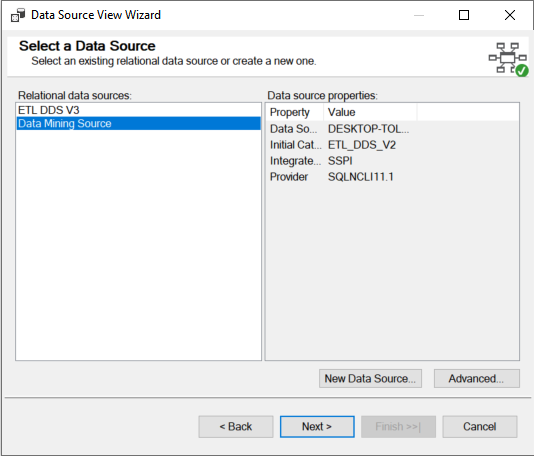 Data Source View Wizard
Select a Data Source
Select an existing relational data source or create a new one.
Relational data sources:
ETL DDS V3
Data Mining Source
Data source properties:
Property Value
Data So... DESKTOP-TOL...
Initial Cat... ETL_DDS_V2
Integrate... SSPI
Provider SQLNCLI11.1
New Data Source... Advanced...
< Back Next > Finish >>| Cancel